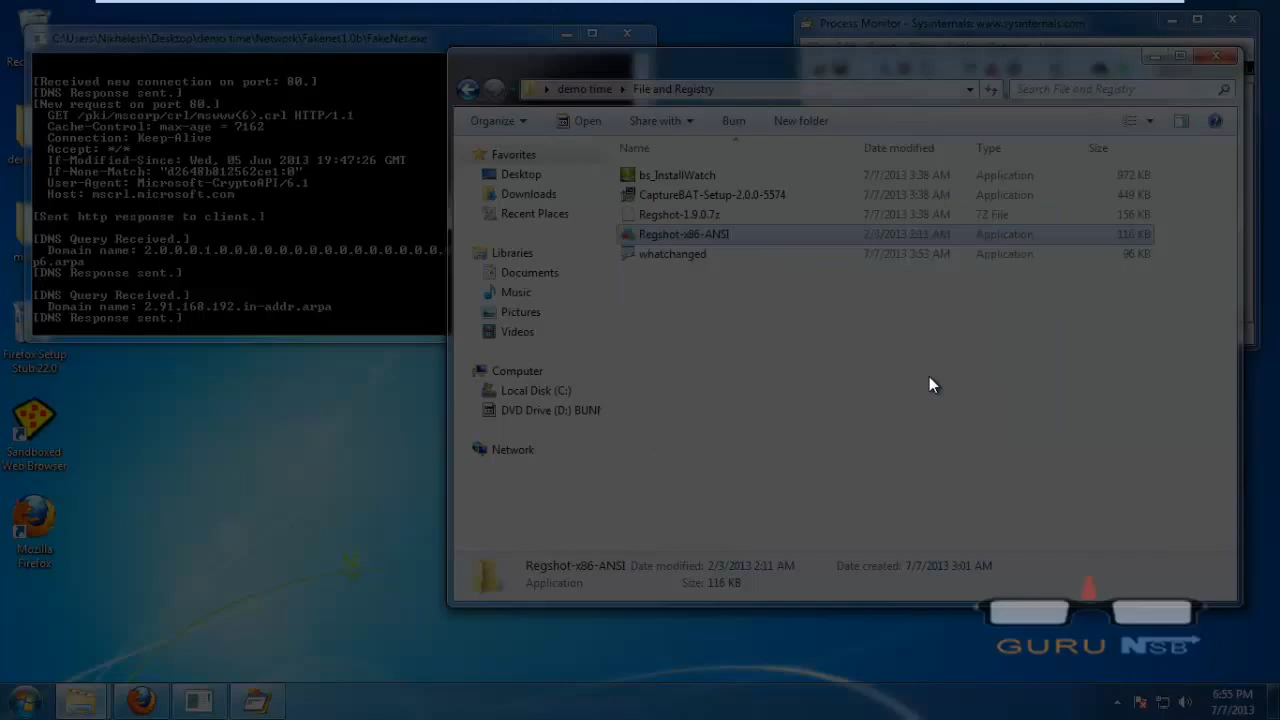 C:\Users\Nikhelesh\Desktop\demo time\Network\Fakenet1.0b\FakeNet.exe
[Received new connection on port: 80.]
[DNS Response sent.]
[New request on port 80.]
GET /pki/mscorp/crl/mswww(6).crl HTTP/1.1
Cache-Control: max-age = 7162
Connection: Keep-Alive
Accept: */*
If-Modified-Since: Wed, 05 Jun 2013 19:47:26 GMT
If-None-Match: "d2648b812562ce1:0"
User-Agent: Microsoft-CryptoAPI/6.1
Host: mscrl.microsoft.com
[Sent http response to client.]
[DNS Query Received.]
Domain name: 2.0.0.0.1.0.0.0.0.0.0.0.0.0.0.0.0.0.0.0.0.
p6.arpa
[DNS Response sent.]
[DNS Query Received.]
Domain name: 2.91.168.192.in-addr.arpa
[DNS Response sent.]
Process Monitor - Sysinternals: www.sysinternals.com
demo time
File and Registry
Search File and Registry
Organize
Open
Share with
Burn
New folder
Name Date modified Type Size
bs_InstallWatch 7/7/2013 3:38 AM Application 972 KB
CaptureBAT-Setup-2.0.0-5574 7/7/2013 3:38 AM Application 449 KB
Regshot-1.9.0.7z 7/7/2013 3:38 AM 7Z File 156 KB
Regshot-x86-ANSI 2/3/2013 2:11 AM Application 116 KB
whatchanged 7/7/2013 3:53 AM Application 96 KB
Favorites
Desktop
Downloads
Recent Places
Libraries
Documents
Music
Pictures
Videos
Computer
Local Disk (C:)
DVD Drive (D:) BUNI
Network
Regshot-x86-ANSI Date modified: 2/3/2013 2:11 AM Date created: 7/7/2013 3:01 AM
Application Size: 116 KB
Rec
Firefox Setup
Stub 22.0
Sandboxed
Web Browser
Mozilla
Firefox
GURU NSB
6:55 PM
7/7/2013